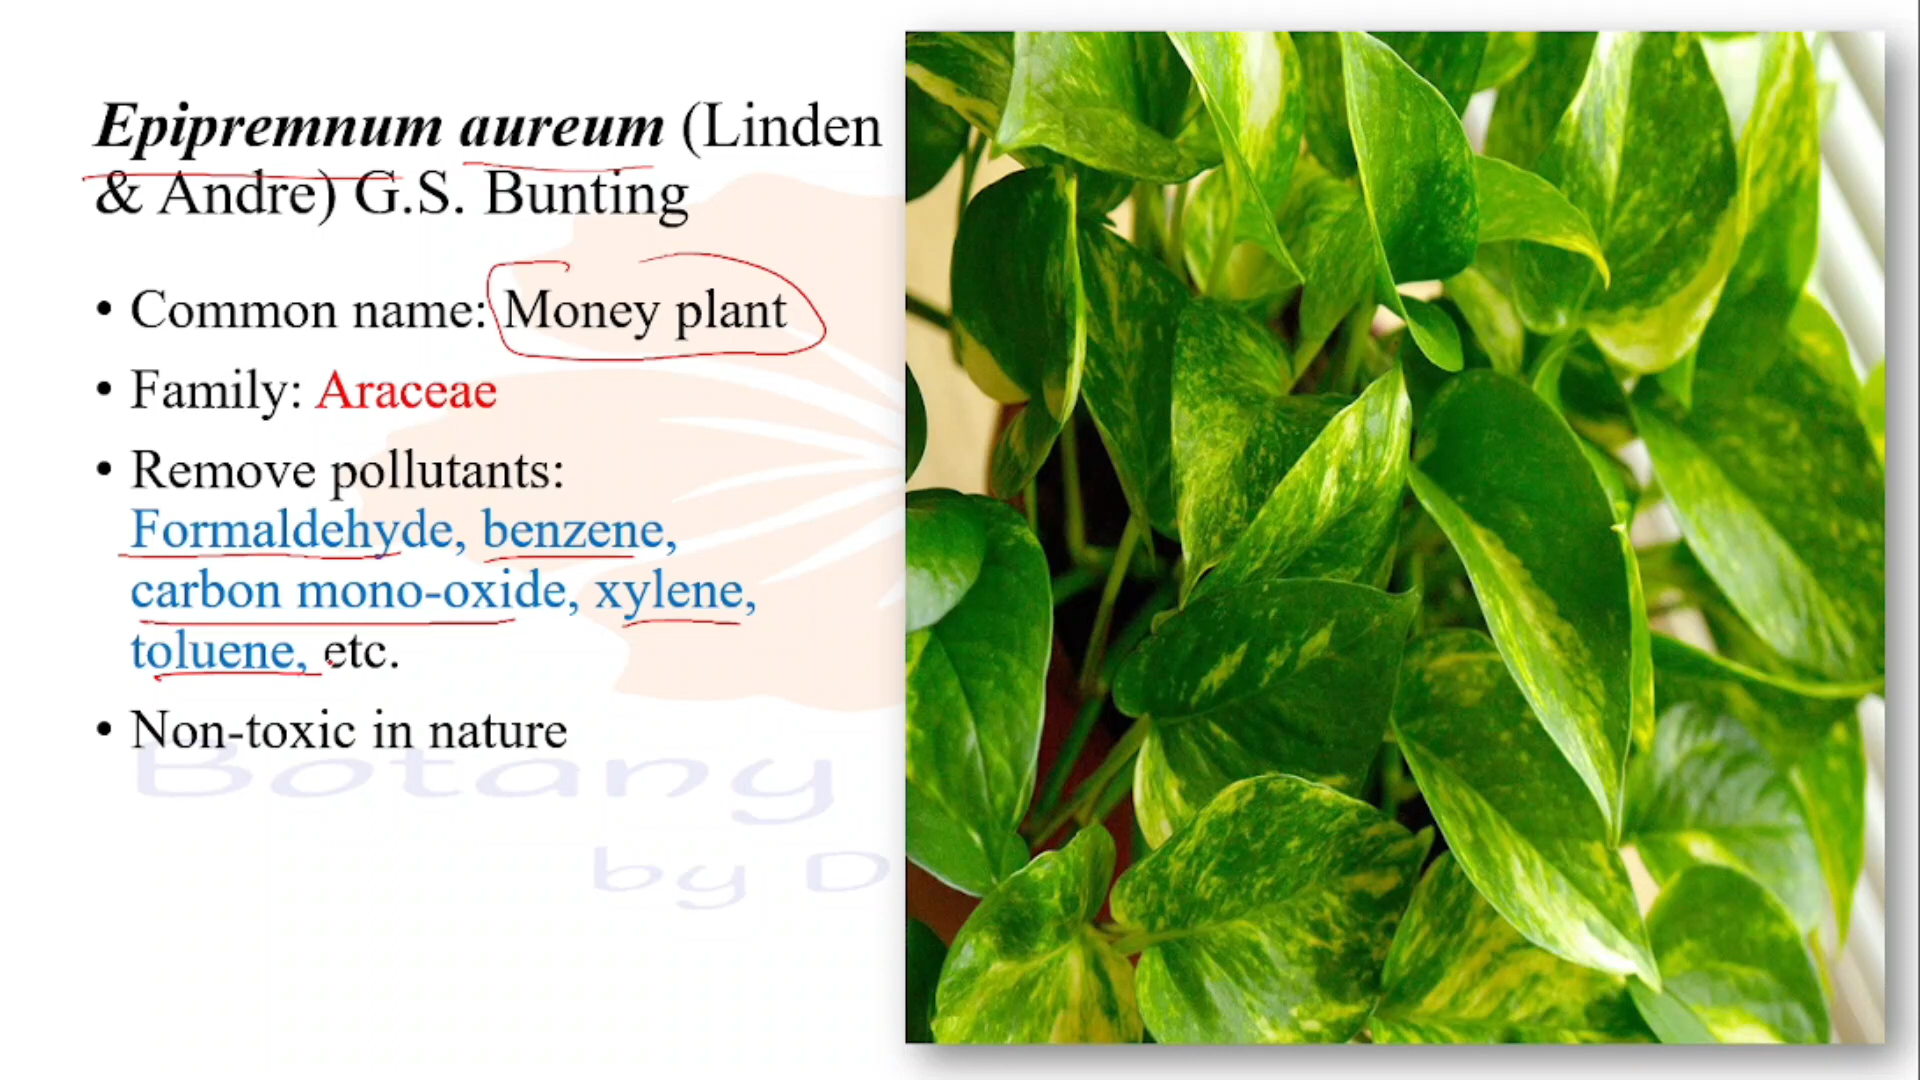 Epipremnum aureum (Linden
& Andre) G.S. Bunting
• Common name: Money plant
• Family: Araceae
• Remove pollutants:
Formaldehyde, benzene,
carbon mono-oxide, xylene,
toluene, etc.
• Non-toxic in nature
Botany
by D